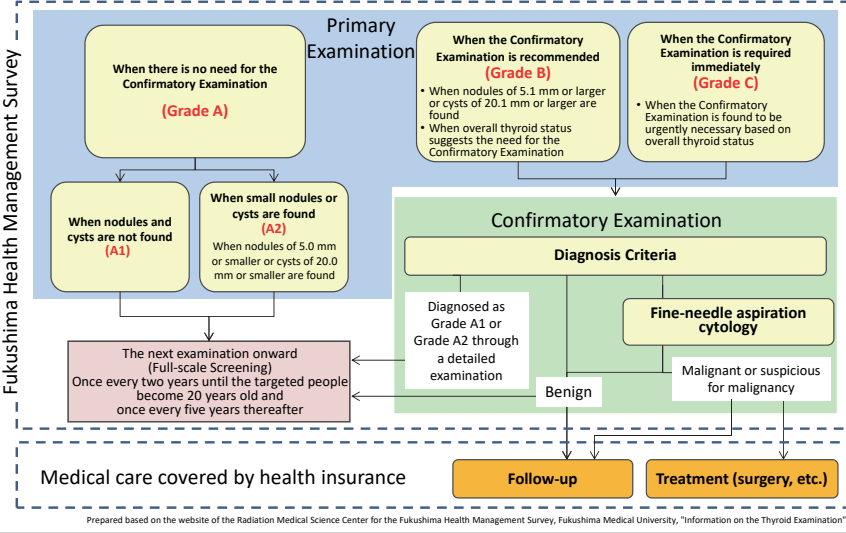 Fukushima Health Management Survey
Primary
Examination
When there is no need for the
Confirmatory Examination
(Grade A)
When the Confirmatory
Examination is recommended
(Grade B)
• When nodules of 5.1 mm or larger
or cysts of 20.1 mm or larger are
found
• When overall thyroid status
suggests the need for the
Confirmatory Examination
When the Confirmatory
Examination is required
immediately
(Grade C)
• When the Confirmatory
Examination is found to be
urgently necessary based on
overall thyroid status
When nodules and
cysts are not found
(A1)
When small nodules or
cysts are found
(A2)
When nodules of 5.0 mm
or smaller or cysts of 20.0
mm or smaller are found
Confirmatory Examination
Diagnosis Criteria
Diagnosed as
Grade A1 or
Grade A2 through
a detailed
examination
Fine-needle aspiration
cytology
The next examination onward
(Full-scale Screening)
Once every two years until the targeted people
become 20 years old and
once every five years thereafter
Benign
Malignant or suspicious
for malignancy
Medical care covered by health insurance
Follow-up
Treatment (surgery, etc.)
Prepared based on the website of the Radiation Medical Science Center for the Fukushima Health Management Survey, Fukushima Medical University, "Information on the Thyroid Examination"